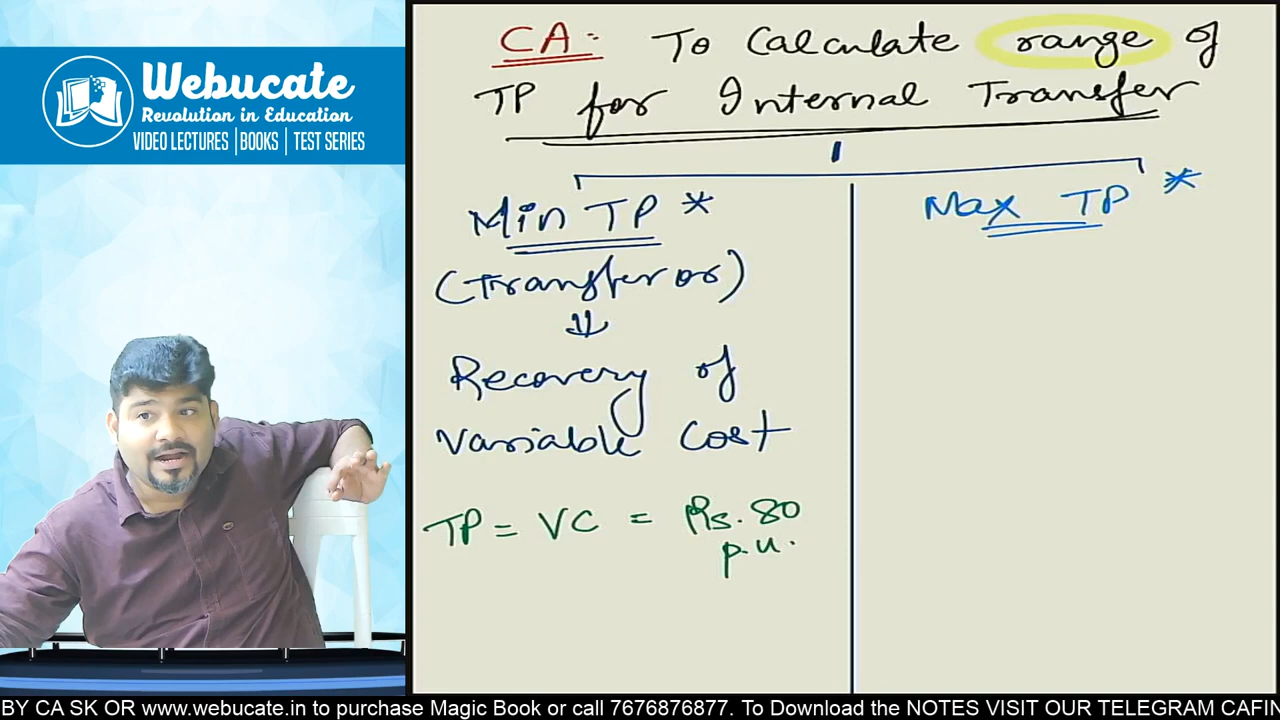 Webucate
Revolution in Education
VIDEO LECTURES | BOOKS | TEST SERIES
CA:- To Calculate range of
TP for Internal Transfer
Min TP *
(Transferor)
⇓
Recovery of
Variable Cost
TP = VC = Rs. 80
p.u.
Max TP *
BY CA SK OR www.webucate.in to purchase Magic Book or call 7676876877. To Download the NOTES VISIT OUR TELEGRAM CAFIN